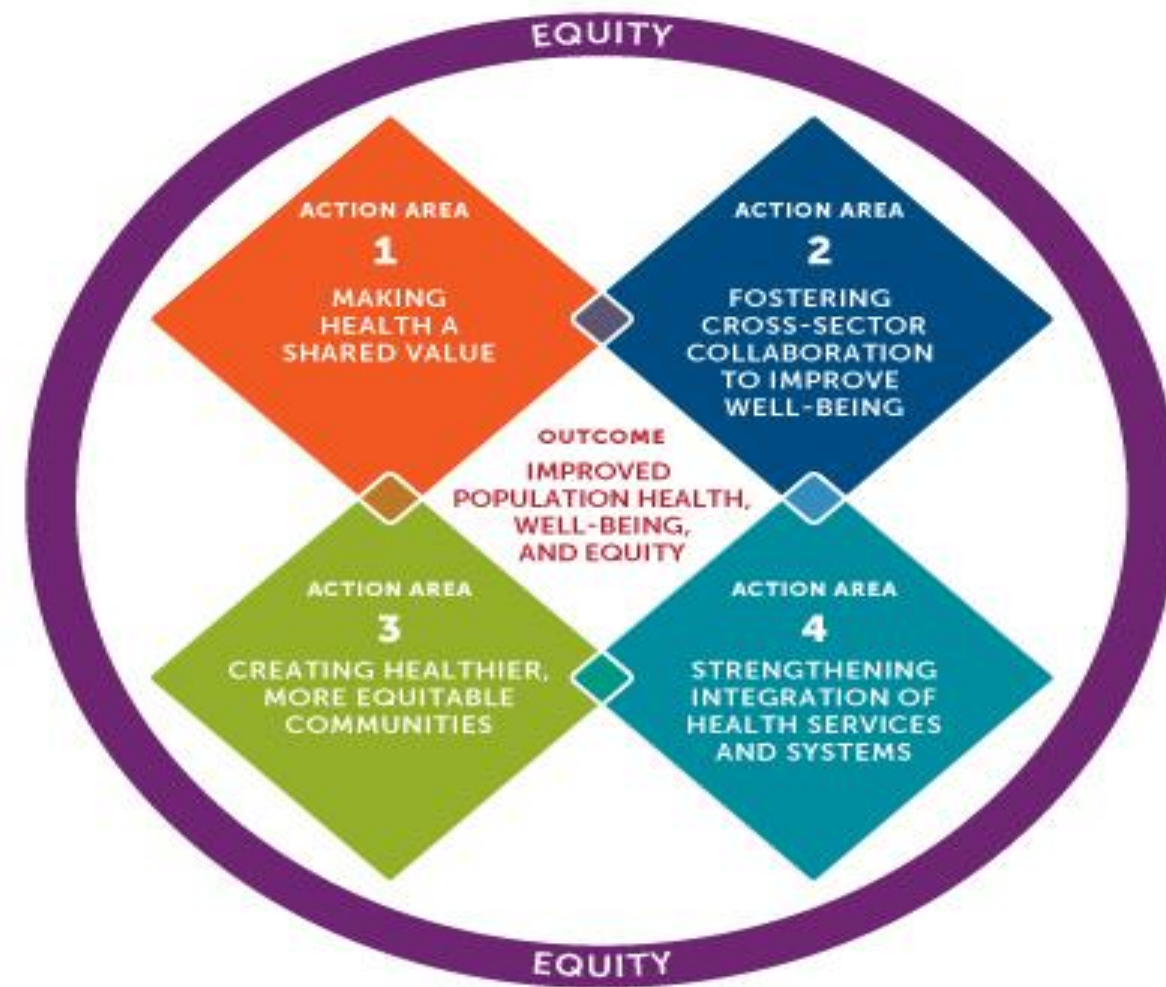 EQUITY
ACTION AREA
1
MAKING
HEALTH A
SHARED VALUE
ACTION AREA
2
FOSTERING
CROSS-SECTOR
COLLABORATION
TO IMPROVE
WELL-BEING
OUTCOME
IMPROVED
POPULATION HEALTH,
WELL-BEING,
AND EQUITY
ACTION AREA
3
CREATING HEALTHIER,
MORE EQUITABLE
COMMUNITIES
ACTION AREA
4
STRENGTHENING
INTEGRATION OF
HEALTH SERVICES
AND SYSTEMS
EQUITY